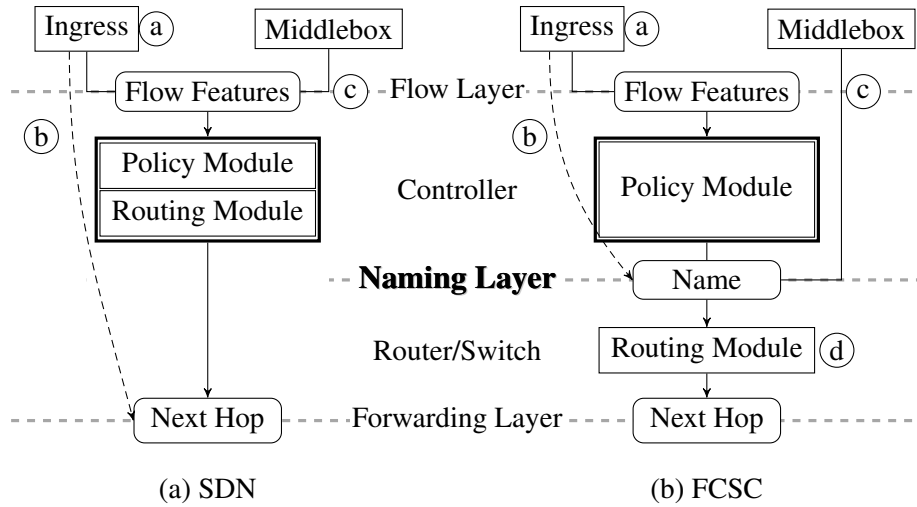 Ingress a Middlebox Ingress a Middlebox
Flow Features c Flow Layer Flow Features c
b b
Policy Module Controller Policy Module
Routing Module
Naming Layer Name
Router/Switch Routing Module d
Next Hop Forwarding Layer Next Hop
(a) SDN (b) FCSC